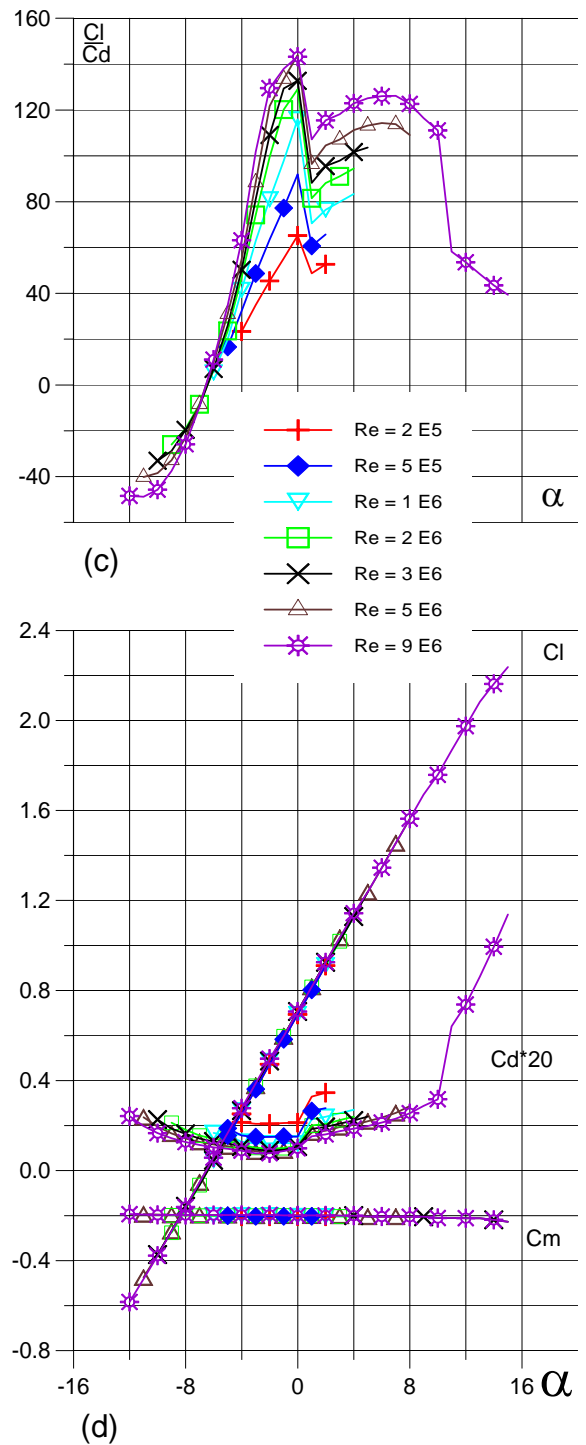 160
Cl
Cd
120
80
40
0
-40
α
(c)
Re = 2 E5
Re = 5 E5
Re = 1 E6
Re = 2 E6
Re = 3 E6
Re = 5 E6
Re = 9 E6
2.4
Cl
2.0
1.6
1.2
0.8
Cd*20
0.4
0.0
Cm
-0.4
-0.8
-16 -8 0 8 16 α
(d)